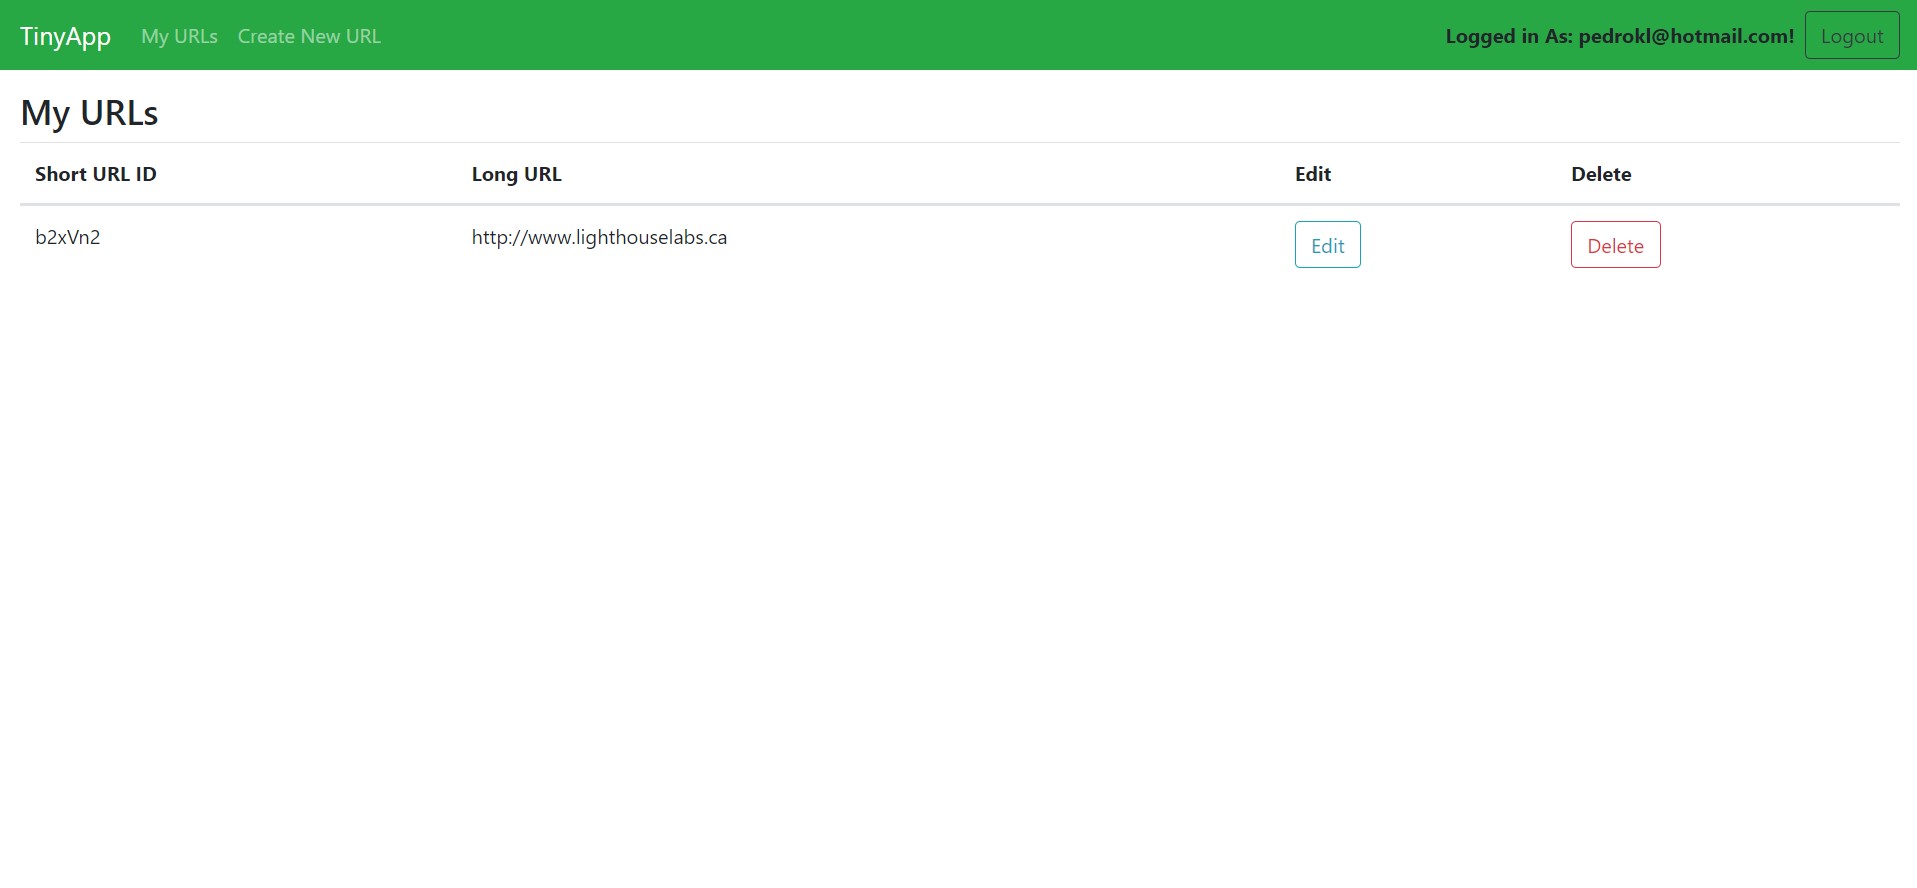 TinyApp My URLs Create New URL Logged in As: pedrokl@hotmail.com! Logout
My URLs
Short URL ID Long URL Edit Delete
b2xVn2 http://www.lighthouselabs.ca Edit Delete